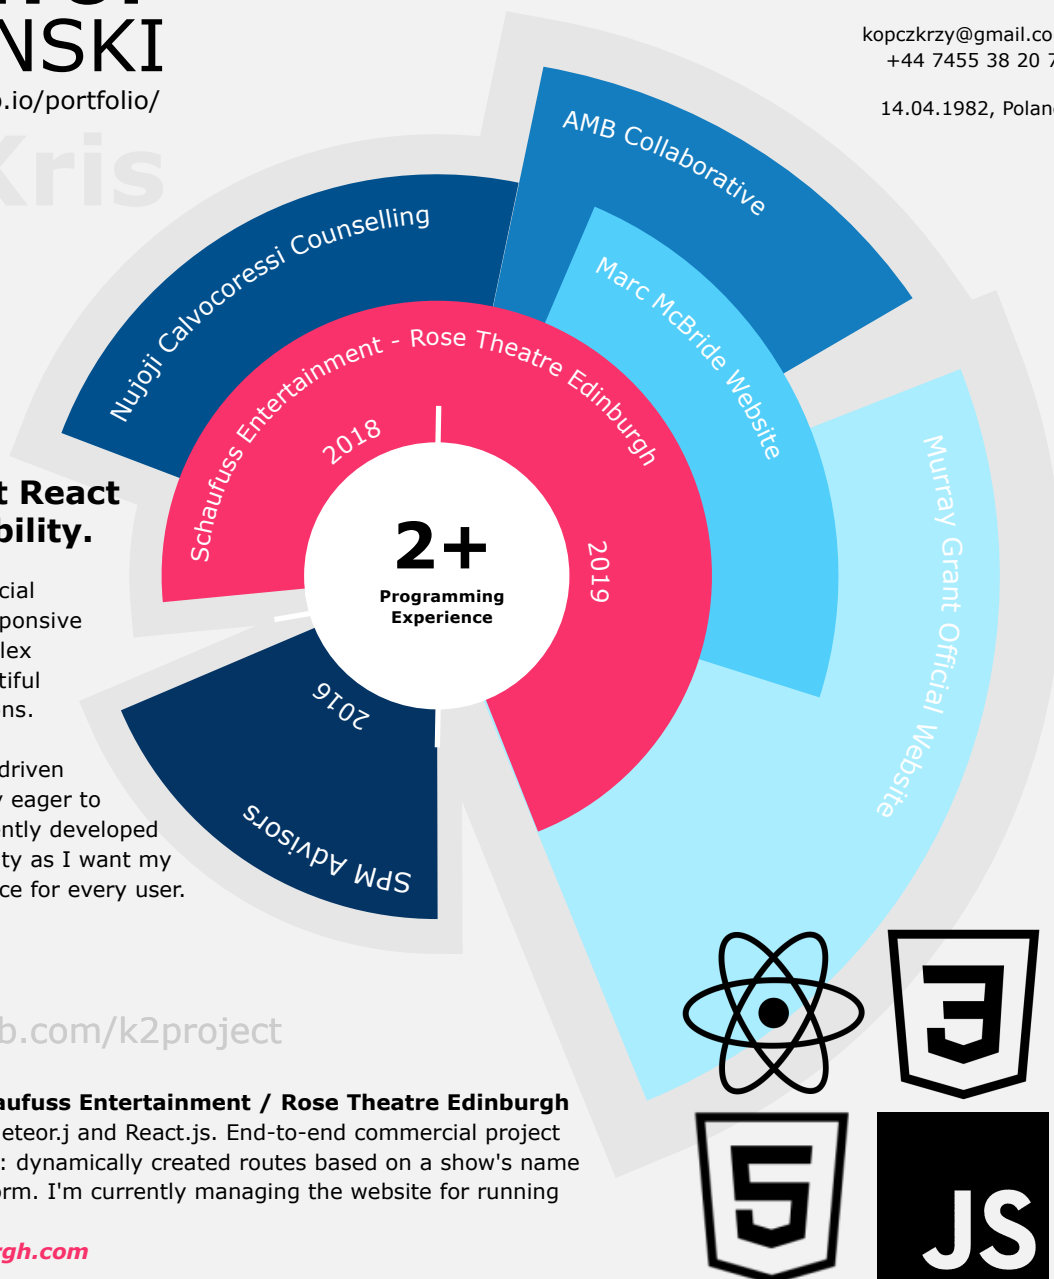 NSKI
.io/portfolio/
Kris
kopczkrzy@gmail.co
+44 7455 38 20 7
14.04.1982, Polan
AMB Collaborative
Nujoji Calvocoressi Counselling
Marc McBride Website
Schaufuss Entertainment - Rose Theatre Edinburgh
2018
Murray Grant Official Website
t React
bility.
2+
Programming
Experience
2019
cial
ponsive
lex
tiful
ns.
2016
SPM Advisors
driven
y eager to
ently developed
ty as I want my
ce for every user.
b.com/k2project
aufuss Entertainment / Rose Theatre Edinburgh
eteor.j and React.js. End-to-end commercial project
: dynamically created routes based on a show's name
orm. I'm currently managing the website for running
rgh.com
3
5
JS